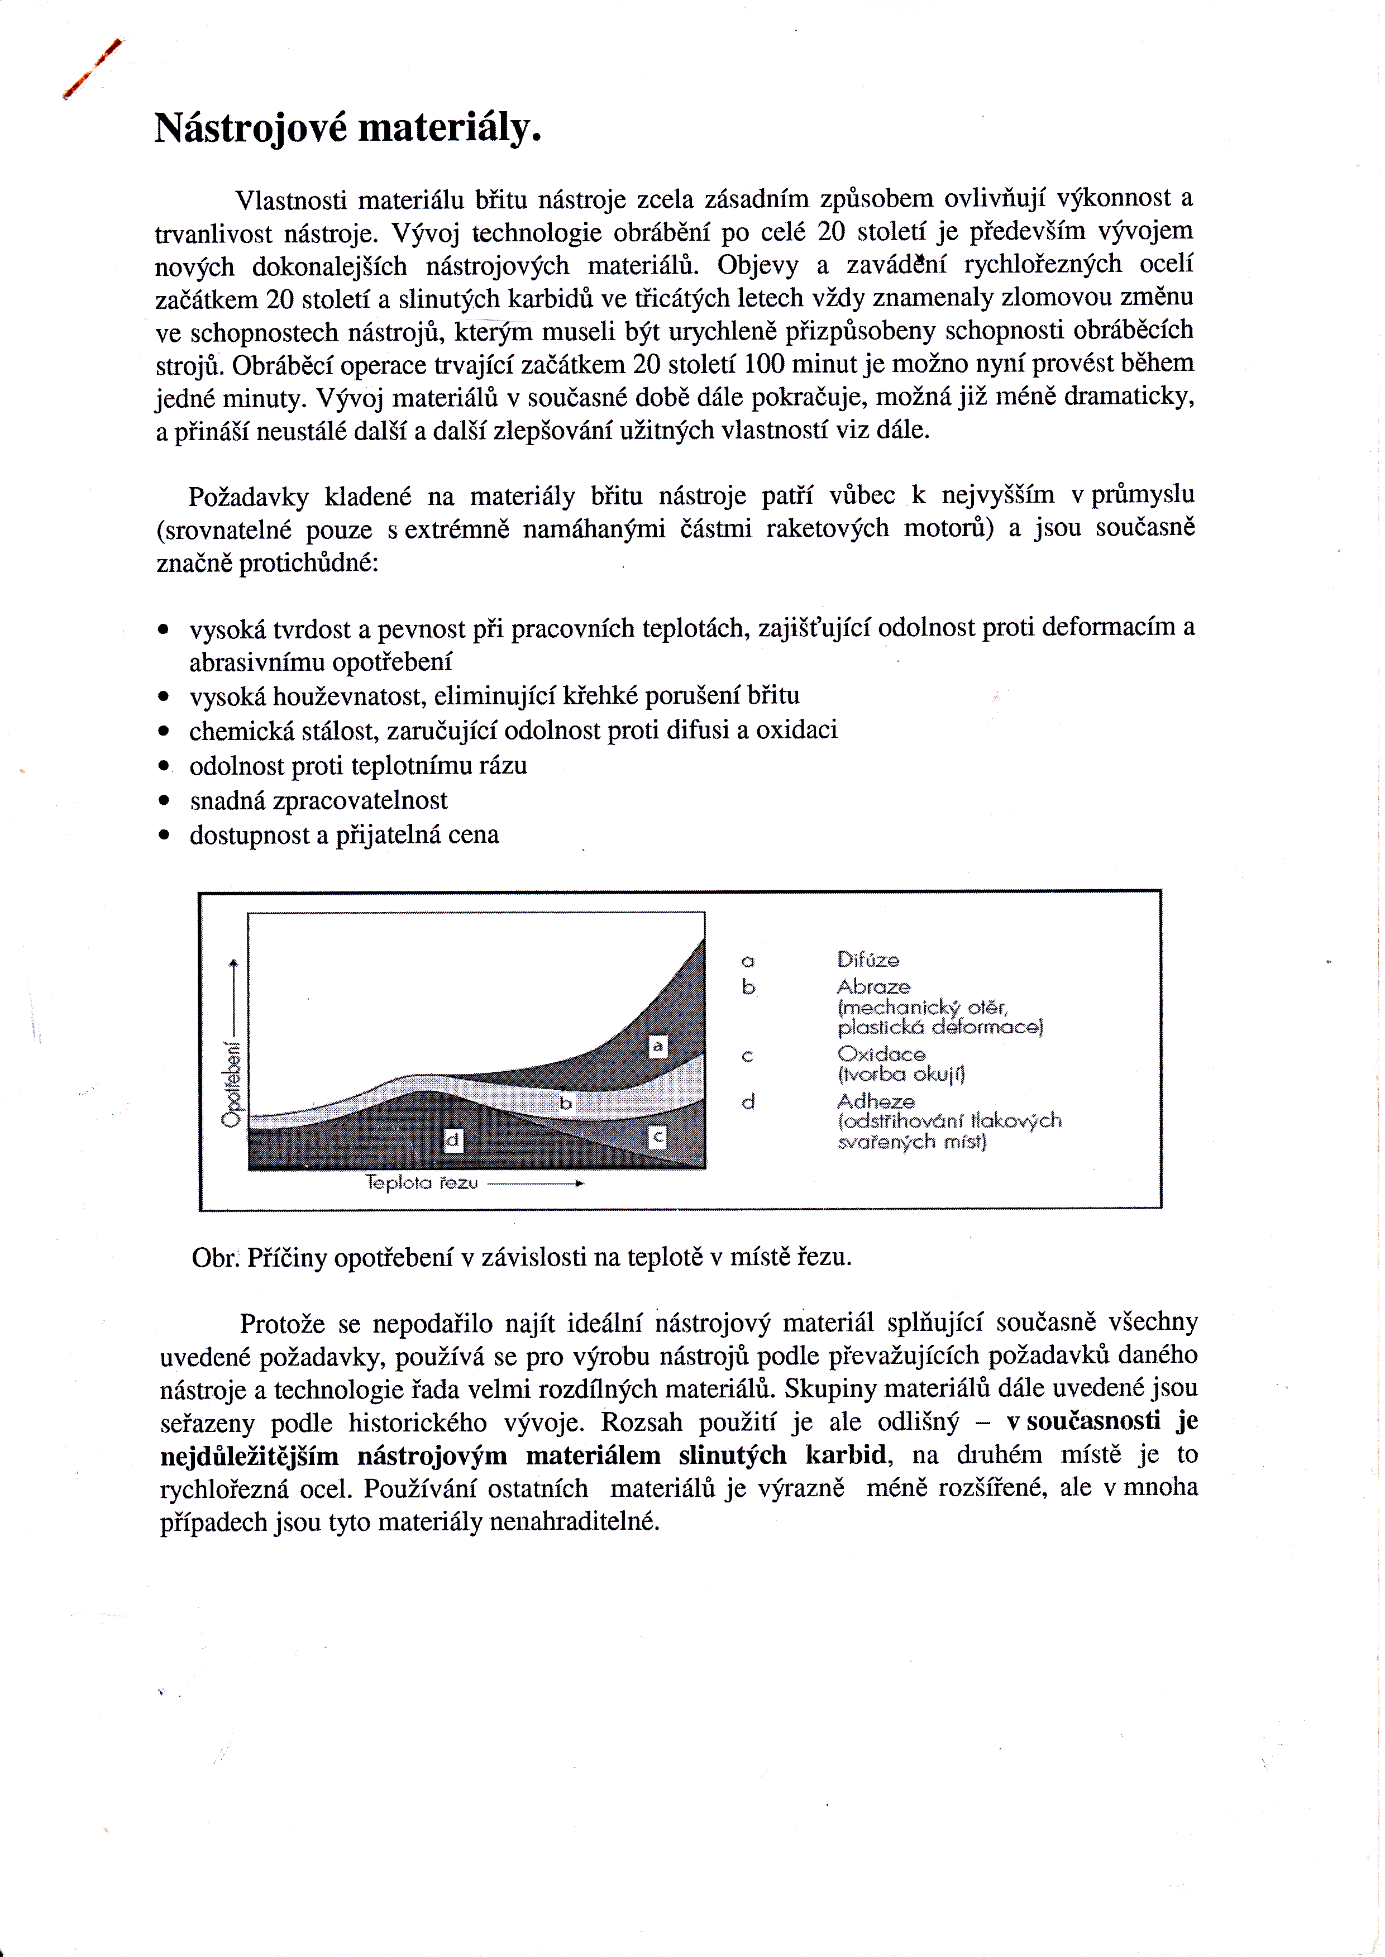 Nástrojové materiály.
Vlastnosti materiálu břitu nástroje zcela zásadním způsobem ovlivňují výkonnost a
trvanlivost nástroje. Vývoj technologie obrábění po celé 20 století je především vývojem
nových dokonalejších nástrojových materiálů. Objevy a zavádění rychlořezných ocelí
začátkem 20 století a slinutých karbidů ve třicátých letech vždy znamenaly zlomovou změnu
ve schopnostech nástrojů, kterým museli být urychleně přizpůsobeny schopnosti obráběcích
strojů. Obráběcí operace trvající začátkem 20 století 100 minut je možno nyní provést během
jedné minuty. Vývoj materiálů v současné době dále pokračuje, možná již méně dramaticky,
a přináší neustálé další a další zlepšování užitných vlastností viz dále.
Požadavky kladené na materiály břitu nástroje patří vůbec k nejvyšším v průmyslu
(srovnatelné pouze s extrémně namáhanými částmi raketových motorů) a jsou současně
značně protichůdné:
• vysoká tvrdost a pevnost při pracovních teplotách, zajišťující odolnost proti deformacím a
abrasivnímu opotřebení
• vysoká houževnatost, eliminující křehké porušení břitu
• chemická stálost, zaručující odolnost proti difusi a oxidaci
• odolnost proti teplotnímu rázu
• snadná zpracovatelnost
• dostupnost a přijatelná cena
Opotřebení
a
b
c
d
Teplota řezu
a Difúze
b Abraze
(mechanický otěr,
plastická deformace)
c Oxidace
(tvorba okují)
d Adheze
(odstřihování tlakových
svařených míst)
Obr. Příčiny opotřebení v závislosti na teplotě v místě řezu.
Protože se nepodařilo najít ideální nástrojový materiál splňující současně všechny
uvedené požadavky, používá se pro výrobu nástrojů podle převažujících požadavků daného
nástroje a technologie řada velmi rozdílných materiálů. Skupiny materiálů dále uvedené jsou
seřazeny podle historického vývoje. Rozsah použití je ale odlišný – v současnosti je
nejdůležitějším nástrojovým materiálem slinutých karbid, na druhém místě je to
rychlořezná ocel. Používání ostatních materiálů je výrazně méně rozšířené, ale v mnoha
případech jsou tyto materiály nenahraditelné.